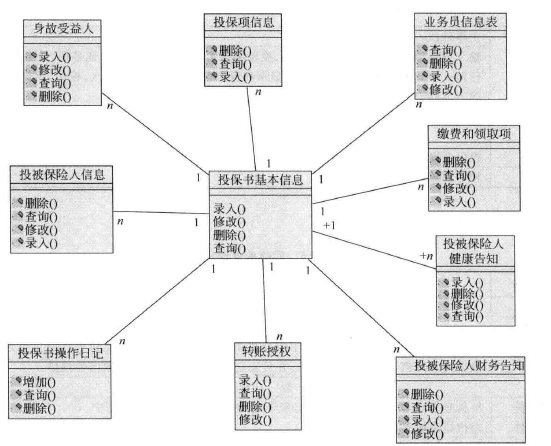 身故受益人
录入()
修改()
查询()
删除()
n
投保项信息
删除()
查询()
录入()
n
业务员信息表
查询()
删除()
录入()
修改()
n
缴费和领取项
删除()
查询()
修改()
录入()
n
投被保险人信息
删除()
查询()
修改()
录入()
n
投保书基本信息
录入()
修改()
删除()
查询()
1
1
1
1
1
+1
1
1
1
投被保险人
健康告知
录入()
删除()
修改()
查询()
+n
投保书操作日记
增加()
查询()
删除()
n
转账授权
录入()
查询()
删除()
修改()
n
投被保险人财务告知
删除()
查询()
录入()
修改()
n